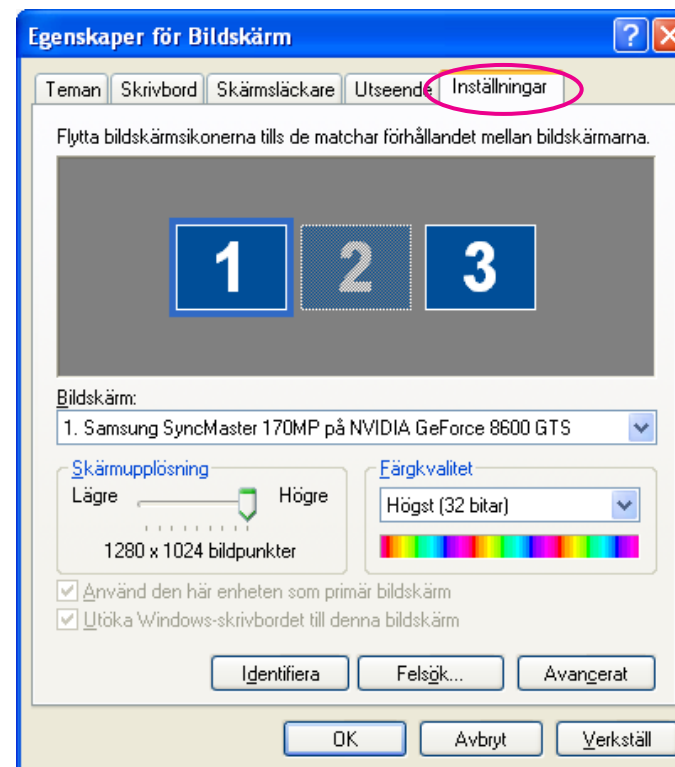 Egenskaper för Bildskärm
Teman Skrivbord Skärmsläckare Utseende Inställningar
Flytta bildskärmsikonerna tills de matchar förhållandet mellan bildskärmarna.
1 2 3
Bildskärm:
1. Samsung SyncMaster 170MP på NVIDIA GeForce 8600 GTS
Skärmupplösning
Lägre Högre
1280 x 1024 bildpunkter
Färgkvalitet
Högst (32 bitar)
Använd den här enheten som primär bildskärm
Utöka Windows-skrivbordet till denna bildskärm
Identifiera Felsök... Avancerat
OK Avbryt Verkställ